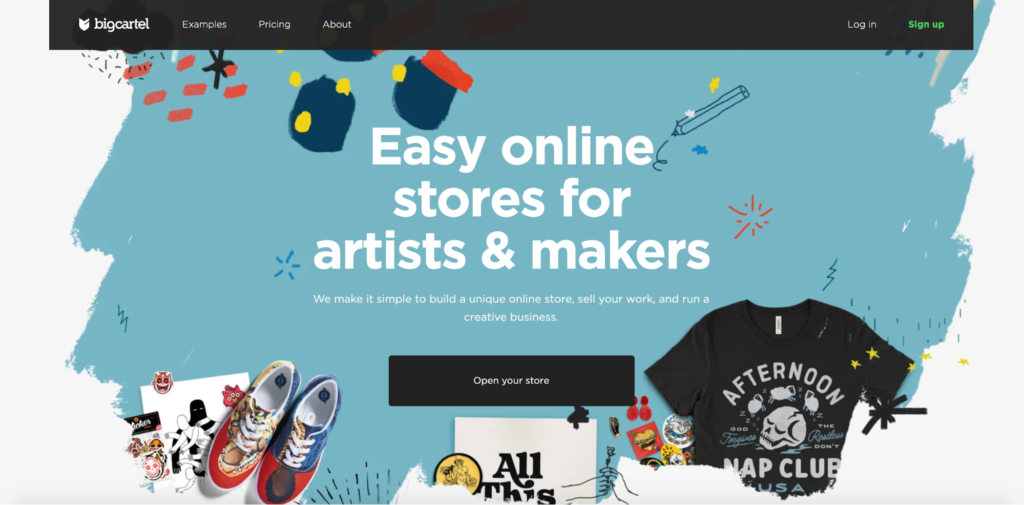 bigcartel
Examples
Pricing
About
Log in
Sign up
Easy online
stores for
artists & makers
We make it simple to build a unique online store, sell your work, and run a
creative business.
Open your store
All
This
AFTERNOON
GOD
Forgives
THE
Restless
DON'T
NAP CLUB
USA